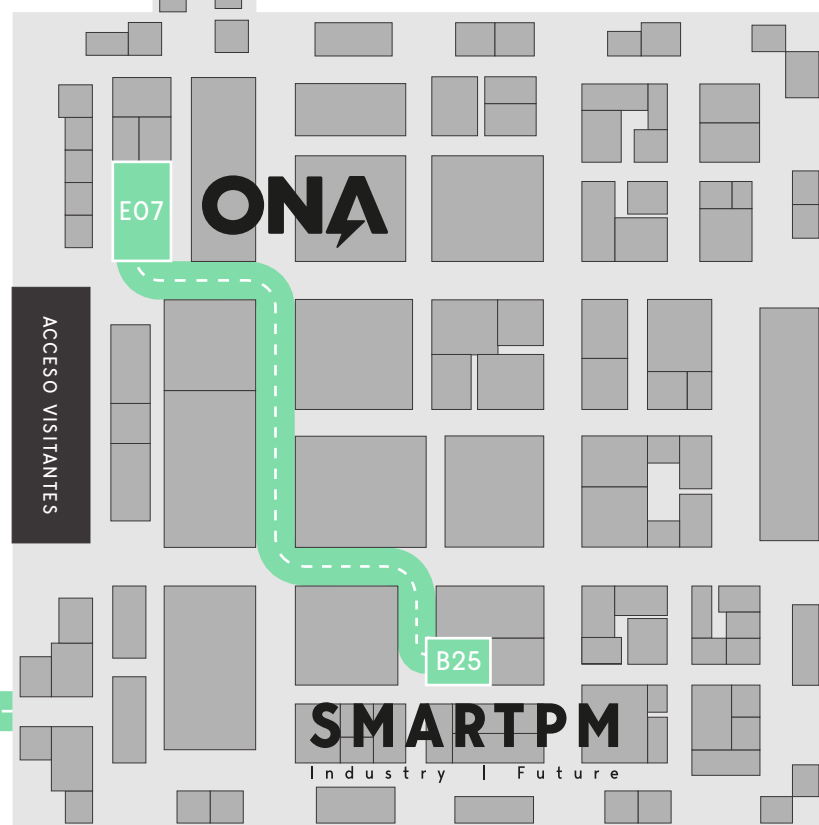 E07
ONA
ACCESO VISITANTES
B25
SMARTPM
Industry | Future